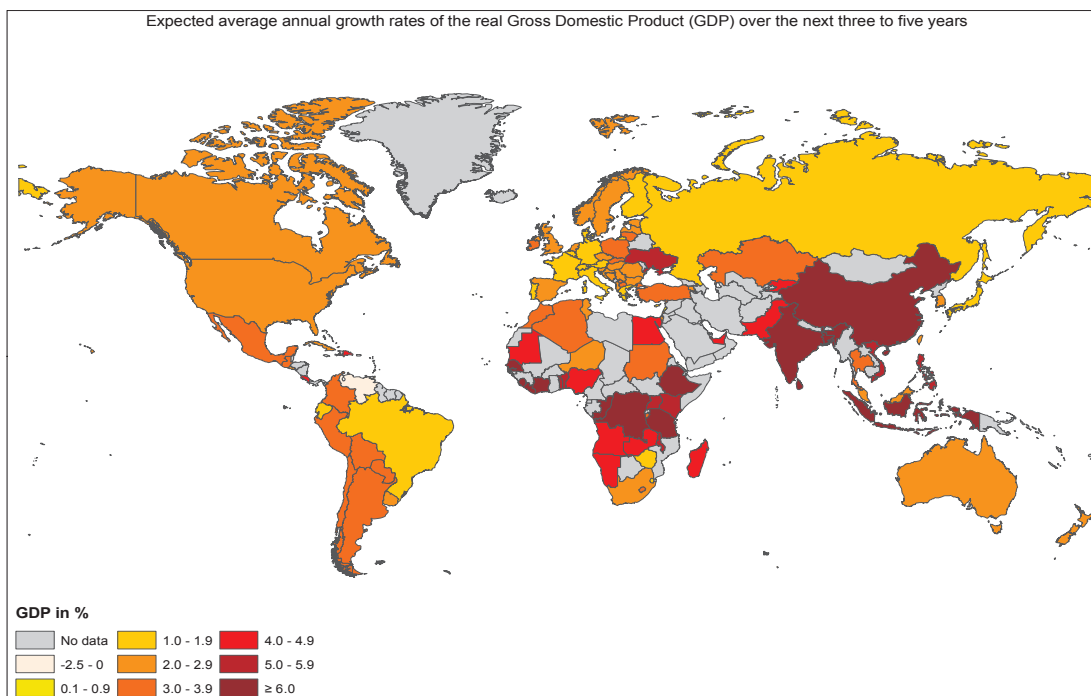 Expected average annual growth rates of the real Gross Domestic Product (GDP) over the next three to five years
GDP in %
No data 1.0 - 1.9 4.0 - 4.9
-2.5 - 0 2.0 - 2.9 5.0 - 5.9
0.1 - 0.9 3.0 - 3.9 ≥ 6.0